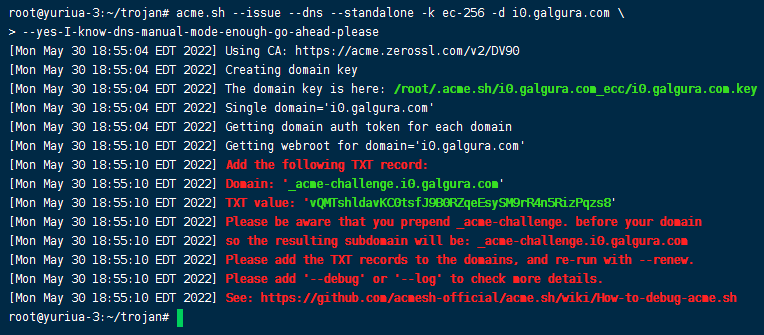 root@yuriua-3:~/trojan# acme.sh --issue --dns --standalone -k ec-256 -d i0.galgura.com \
> --yes-I-know-dns-manual-mode-enough-go-ahead-please
[Mon May 30 18:55:04 EDT 2022] Using CA: https://acme.zerossl.com/v2/DV90
[Mon May 30 18:55:04 EDT 2022] Creating domain key
[Mon May 30 18:55:04 EDT 2022] The domain key is here: /root/.acme.sh/i0.galgura.com_ecc/i0.galgura.com.key
[Mon May 30 18:55:04 EDT 2022] Single domain='i0.galgura.com'
[Mon May 30 18:55:04 EDT 2022] Getting domain auth token for each domain
[Mon May 30 18:55:10 EDT 2022] Getting webroot for domain='i0.galgura.com'
[Mon May 30 18:55:10 EDT 2022] Add the following TXT record:
[Mon May 30 18:55:10 EDT 2022] Domain: '_acme-challenge.i0.galgura.com'
[Mon May 30 18:55:10 EDT 2022] TXT value: 'vQMTshldavKC0tsfJ9B0RZqeEsySM9rR4n5RizPqzs8'
[Mon May 30 18:55:10 EDT 2022] Please be aware that you prepend _acme-challenge. before your domain
[Mon May 30 18:55:10 EDT 2022] so the resulting subdomain will be: _acme-challenge.i0.galgura.com
[Mon May 30 18:55:10 EDT 2022] Please add the TXT records to the domains, and re-run with --renew.
[Mon May 30 18:55:10 EDT 2022] Please add '--debug' or '--log' to check more details.
[Mon May 30 18:55:10 EDT 2022] See: https://github.com/acmesh-official/acme.sh/wiki/How-to-debug-acme.sh
root@yuriua-3:~/trojan#